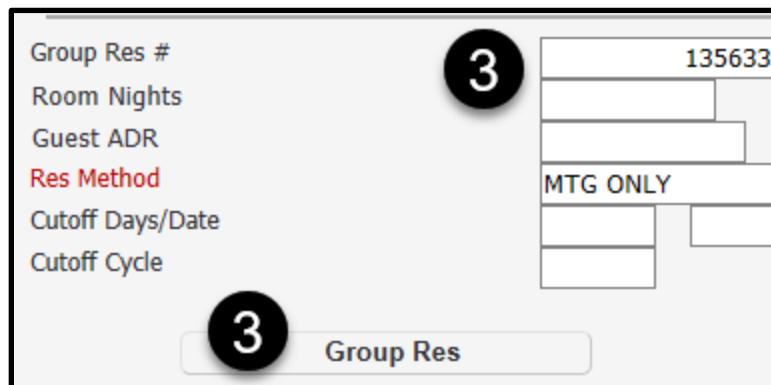 Group Res # 3 135633
Room Nights
Guest ADR
Res Method MTG ONLY
Cutoff Days/Date
Cutoff Cycle
3 Group Res